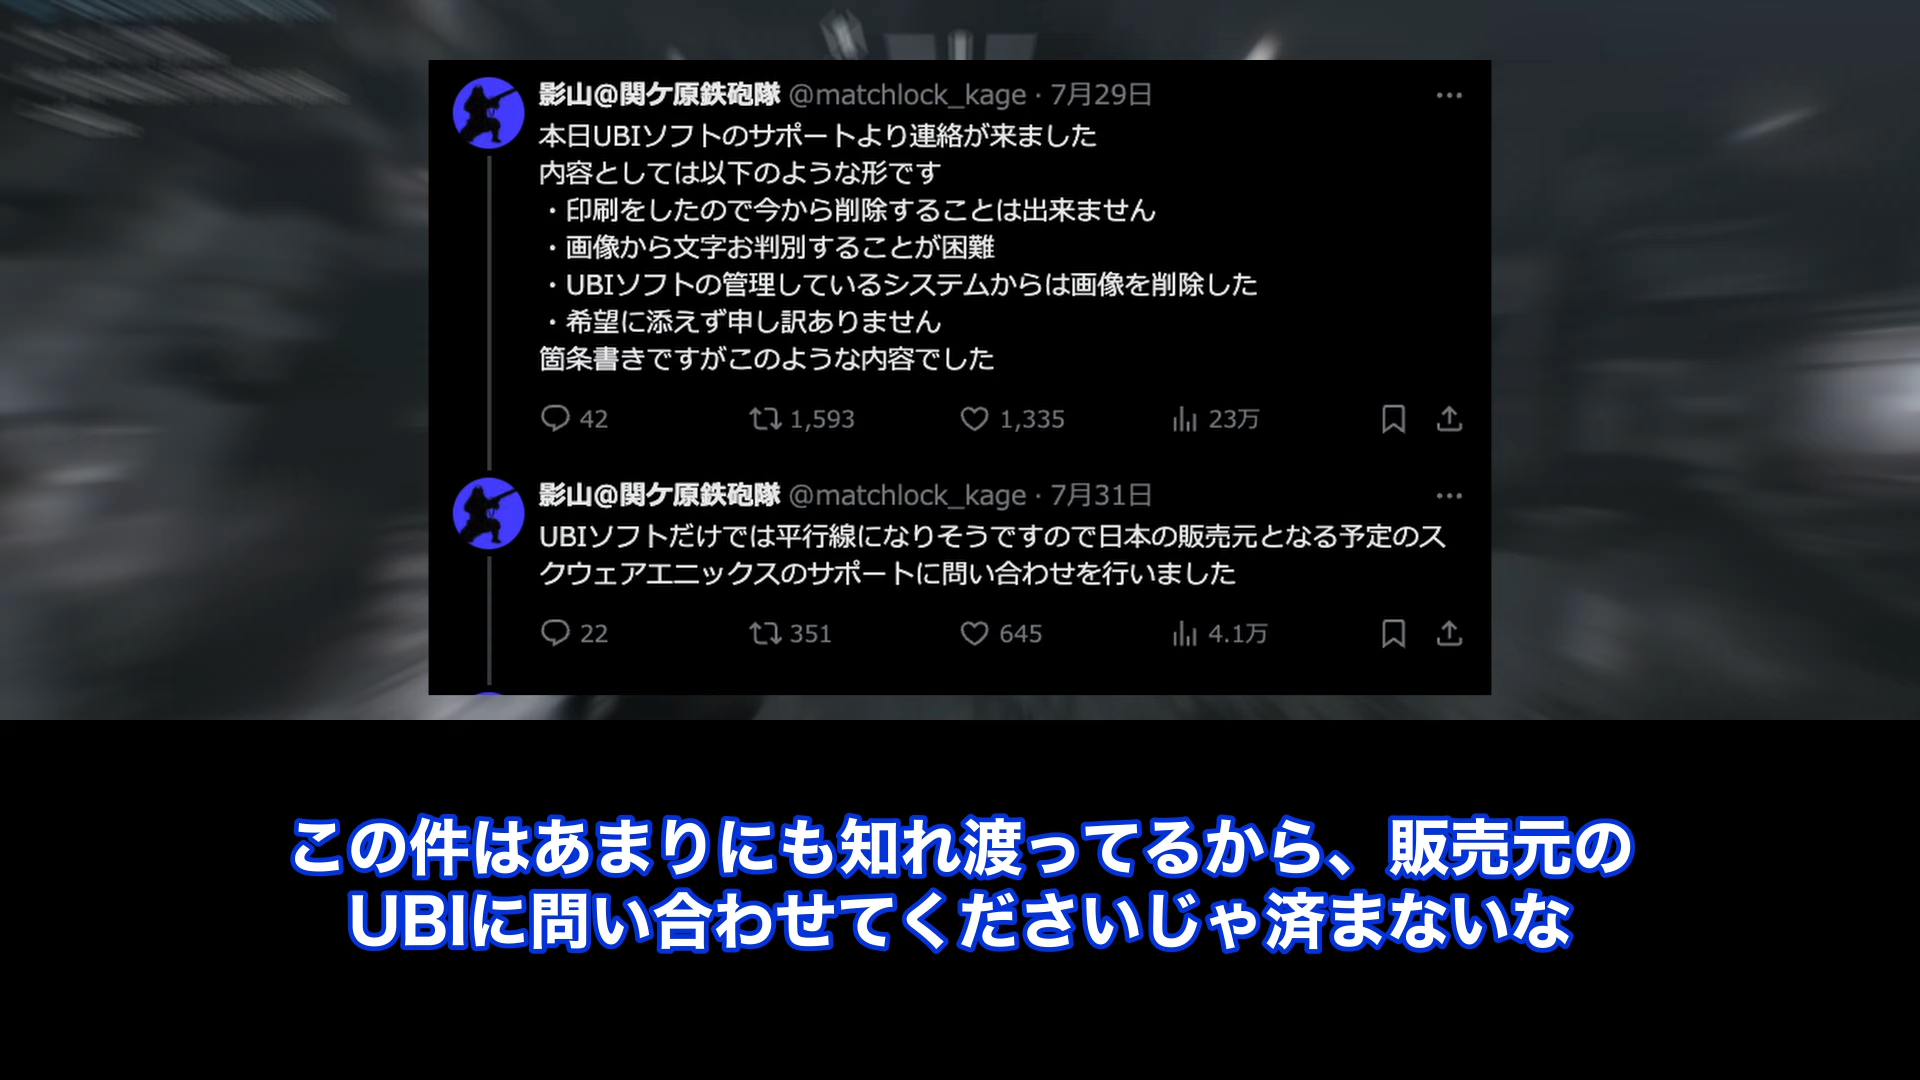 影山@関ケ原鉄砲隊 @matchlock_kage · 7月29日
本日UBIソフトのサポートより連絡が来ました
内容としては以下のような形です
・印刷をしたので今から削除することは出来ません
・画像から文字お判別することが困難
・UBIソフトの管理しているシステムからは画像を削除した
・希望に添えず申し訳ありません
箇条書きですがこのような内容でした
42 1,593 1,335 23万
影山@関ケ原鉄砲隊 @matchlock_kage · 7月31日
UBIソフトだけでは平行線になりそうですので日本の販売元となる予定のス
クウェアエニックスのサポートに問い合わせを行いました
22 351 645 4.1万
この件はあまりにも知れ渡ってるから、販売元の
UBIに問い合わせてくださいじゃ済まないな